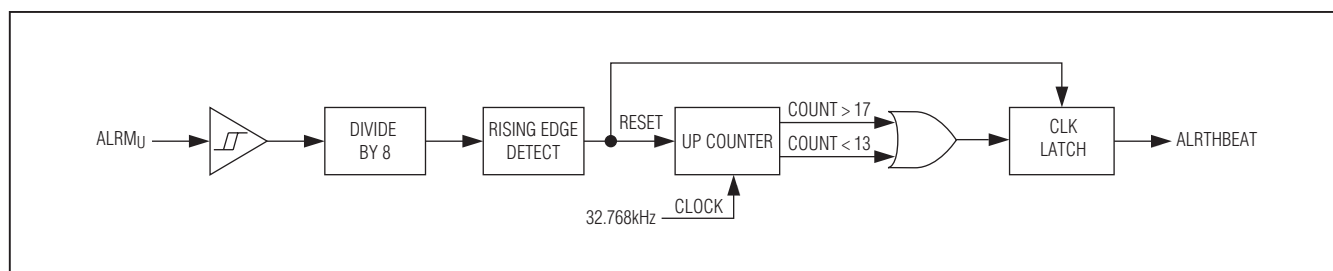 ALRMU
DIVIDE
BY 8
RISING EDGE
DETECT
RESET
UP COUNTER
COUNT > 17
COUNT < 13
CLK
LATCH
ALRTHBEAT
32.768kHz
CLOCK